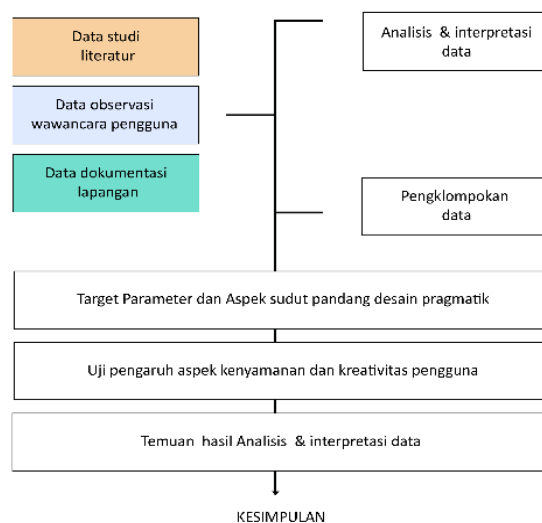 Data studi
literatur
Data observasi
wawancara pengguna
Data dokumentasi
lapangan
Analisis & interpretasi
data
Pengklompokan
data
Target Parameter dan Aspek sudut pandang desain pragmatik
Uji pengaruh aspek kenyamanan dan kreativitas pengguna
Temuan hasil Analisis & interpretasi data
KESIMPULAN